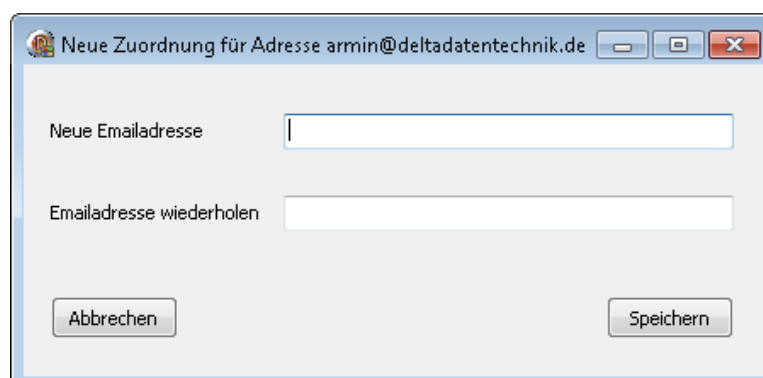 Neue Zuordnung für Adresse armin@deltadatentechnik.de
Neue Emailadresse
Emailadresse wiederholen
Abbrechen
Speichern